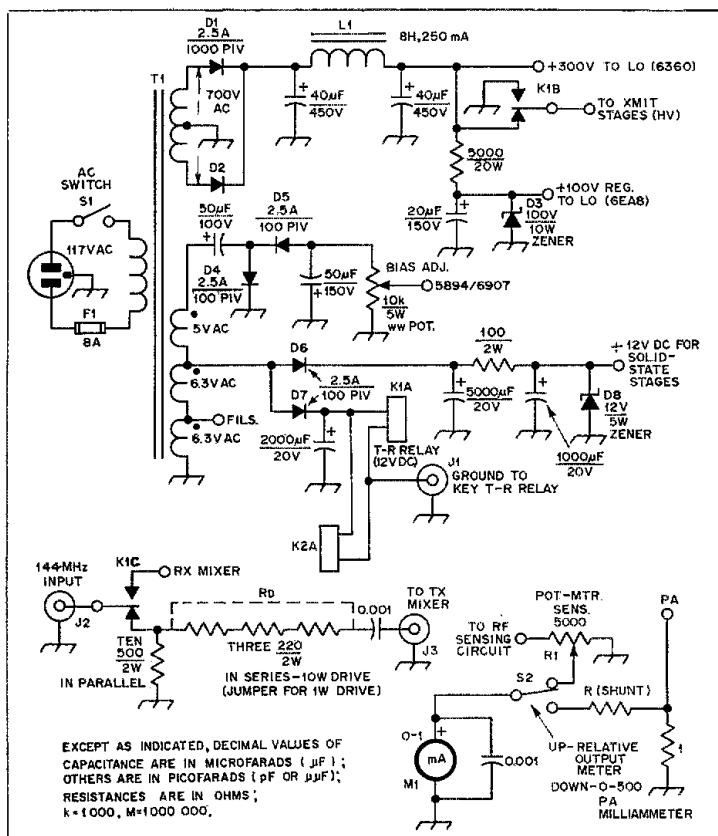 D1
2.5A
1000 PIV
L1
8H, 250 mA
+300V TO LO (6360)
T1
700V
AC
+
40µF
450V
+
40µF
450V
K1B
TO XMIT
STAGES (HV)
D2
5000
20W
AC
SWITCH
S1
117VAC
F1
8A
50µF
100V
+
D5
2.5A
100 PIV
+
20µF
150V
+100V REG.
TO LO (6EA8)
D3
100V
10W
ZENER
D4
2.5A
100 PIV
50µF
+150V
BIAS ADJ.
5894/6907
10k
5W
WW POT.
5VAC
6.3VAC
FILS.
6.3VAC
D6
2.5A
100 PIV
D7
+
2000µF
20V
K1A
T-R RELAY
(12VDC)
100
2W
+
5000µF
20V
+
1000µF
20V
+
12V DC FOR
SOLID-
STATE
STAGES
D8
12V
5W
ZENER
J1
GROUND TO
KEY T-R RELAY
K2A
144-MHz
INPUT
J2
K1C
RX MIXER
RD
0.001
TO TX
MIXER
J3
TEN
500
2W
IN PARALLEL
THREE 220
2W
IN SERIES-10W DRIVE
(JUMPER FOR 1W DRIVE)
POT-MTR.
SENS.
5000
R1
TO RF
SENSING
CIRCUIT
PA
S2
R (SHUNT)
1
0-1
+
mA
M1
0.001
UP-RELATIVE
OUTPUT
METER
DOWN-0-500
PA
MILLIAMMETER
EXCEPT AS INDICATED, DECIMAL VALUES OF
CAPACITANCE ARE IN MICROFARADS (µF);
OTHERS ARE IN PICOFARADS (pF OR µµF);
RESISTANCES ARE IN OHMS;
k=1000, M=1000 000.